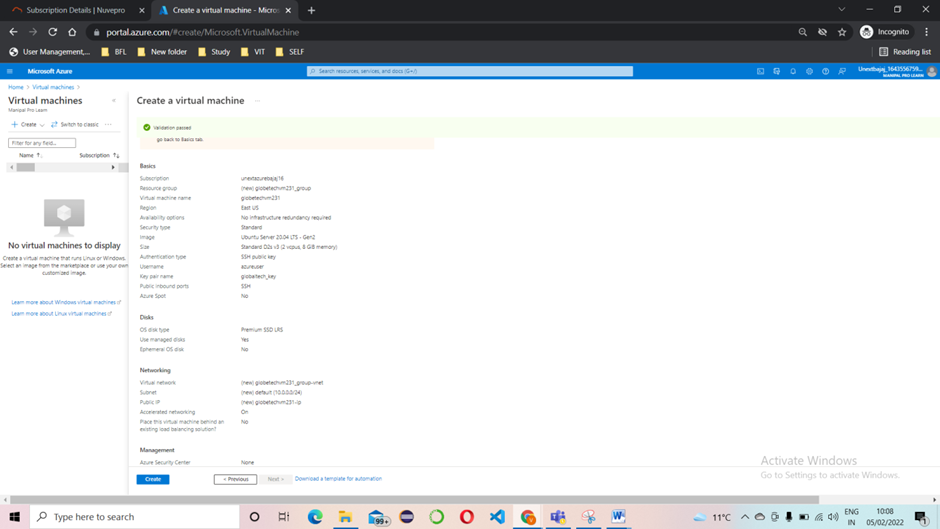 Subscription Details | Nuvepro
Create a virtual machine - Micros
portal.azure.com/#create/Microsoft.VirtualMachine
Incognito
User Management,...
BFL
New folder
Study
VIT
SELF
Reading list
Microsoft Azure
Search resources, services, and docs (G+/)
Unextbajaj_1643556759...
MANIPAL PRO LEARN
Home > Virtual machines >
Virtual machines
Manipal Pro Learn
Create
Switch to classic
Filter for any field...
Name
Subscription
No virtual machines to display
Create a virtual machine that runs Linux or Windows.
Select an image from the marketplace or use your own
customized image.
Learn more about Windows virtual machines
Learn more about Linux virtual machines
Create a virtual machine
Validation passed
go back to Basics tab.
Basics
Subscription unextazurebajaj16
Resource group (new) globetechvm231_group
Virtual machine name globetechvm231
Region East US
Availability options No infrastructure redundancy required
Security type Standard
Image Ubuntu Server 20.04 LTS - Gen2
Size Standard D2s v3 (2 vcpus, 8 GiB memory)
Authentication type SSH public key
Username azureuser
Key pair name globaltech_key
Public inbound ports SSH
Azure Spot No
Disks
OS disk type Premium SSD LRS
Use managed disks Yes
Ephemeral OS disk No
Networking
Virtual network (new) globetechvm231_group-vnet
Subnet (new) default (10.0.0.0/24)
Public IP (new) globetechvm231-ip
Accelerated networking On
Place this virtual machine behind an No
existing load balancing solution?
Management
Azure Security Center None
Create
< Previous
Next >
Download a template for automation
Activate Windows
Go to Settings to activate Windows.
Type here to search
99+
11°C
ENG
IN
10:08
05/02/2022
1